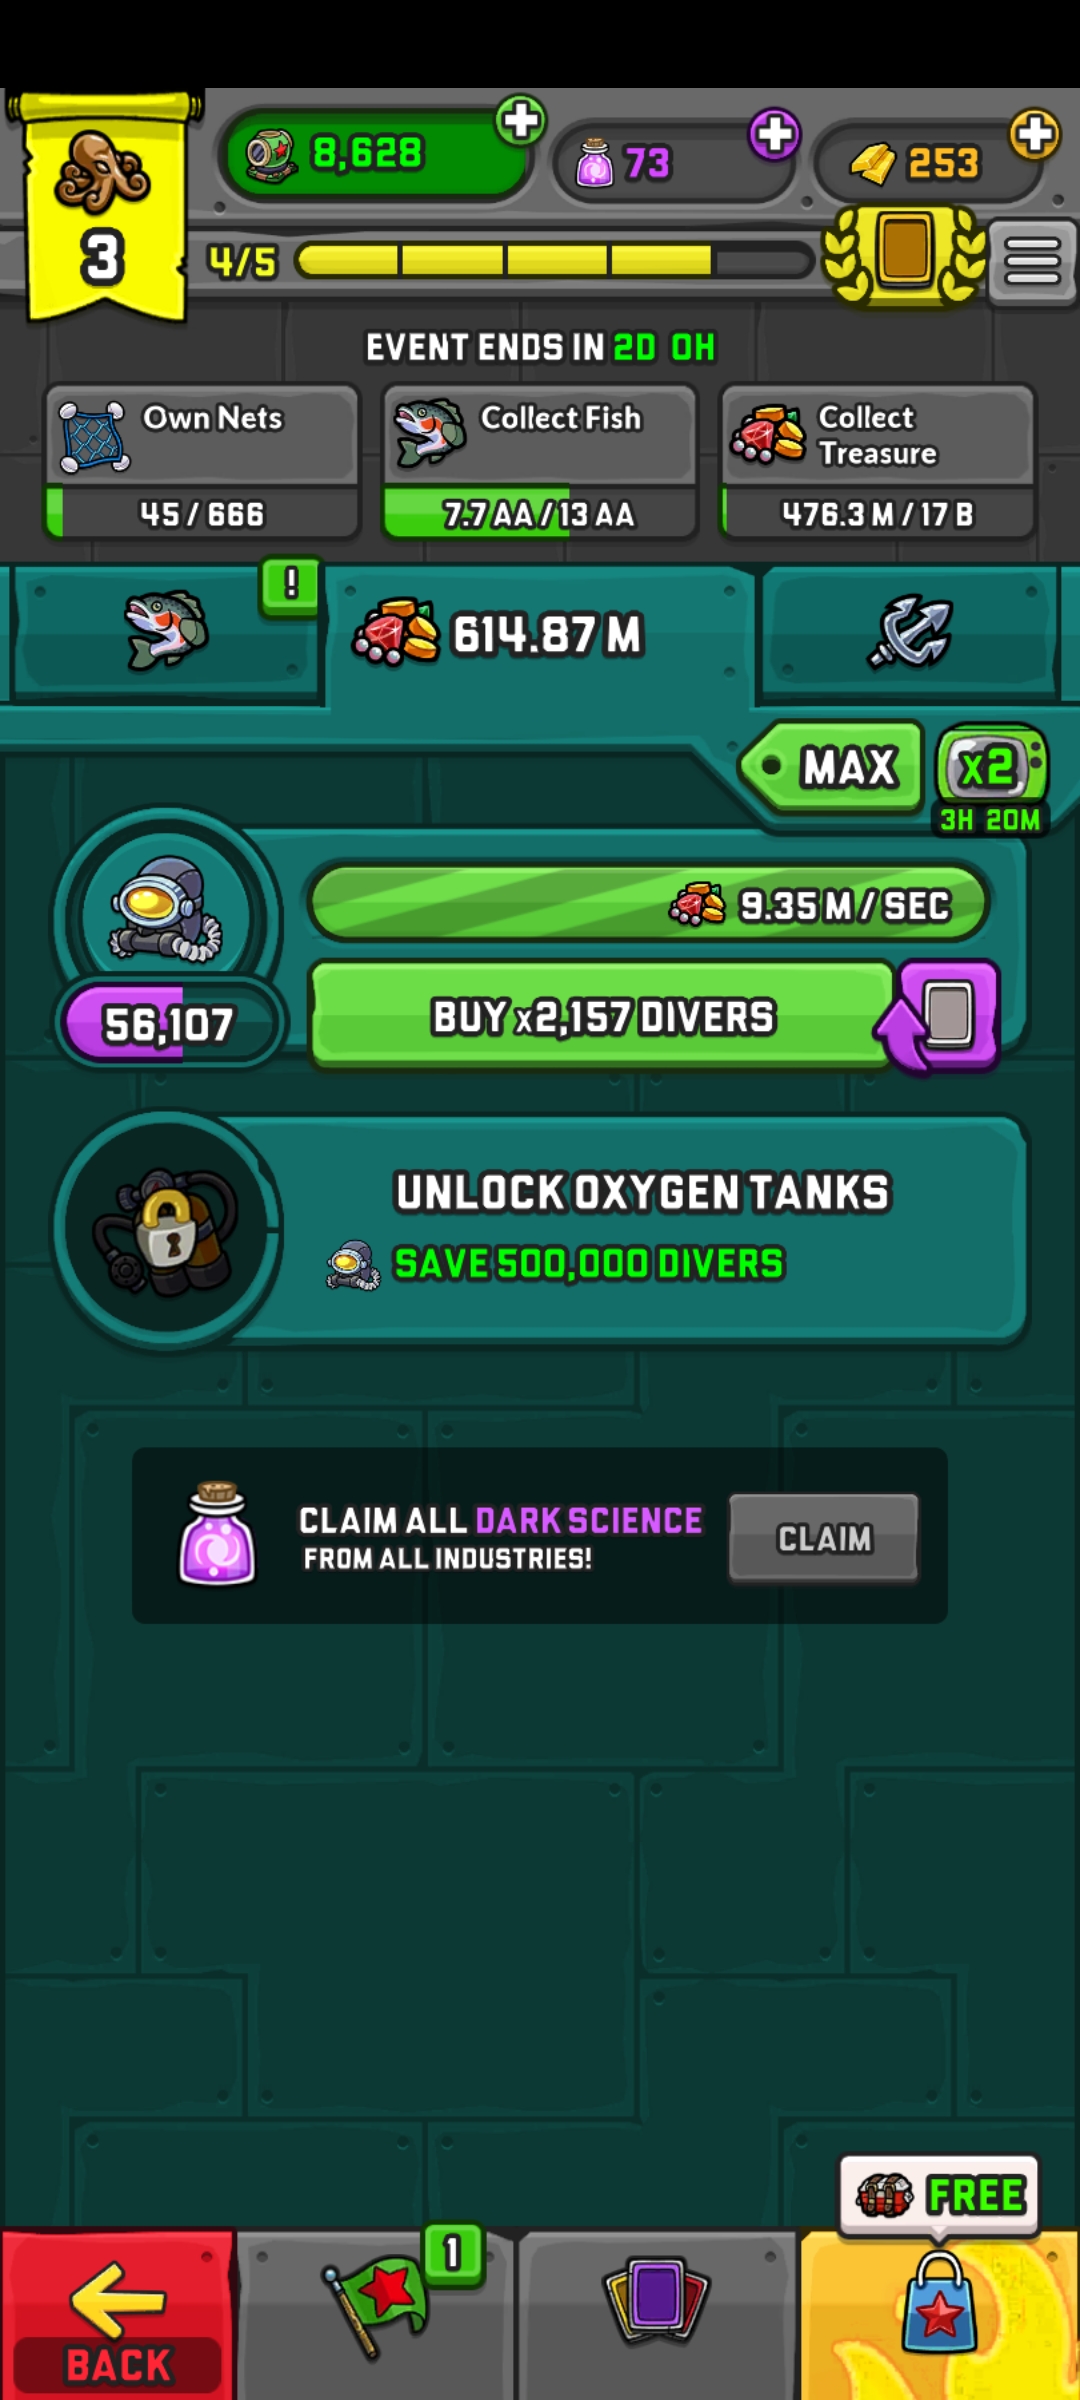 8,628
73
253
3
4/5
EVENT ENDS IN 2D 0H
Own Nets
45 / 666
Collect Fish
7.7 AA / 13 AA
Collect
Treasure
476.3 M / 17 B
!
614.87 M
MAX
x2
3H 20M
9.35 M / SEC
56,107
BUY x2,157 DIVERS
UNLOCK OXYGEN TANKS
SAVE 500,000 DIVERS
CLAIM ALL DARK SCIENCE
FROM ALL INDUSTRIES!
CLAIM
FREE
1
BACK